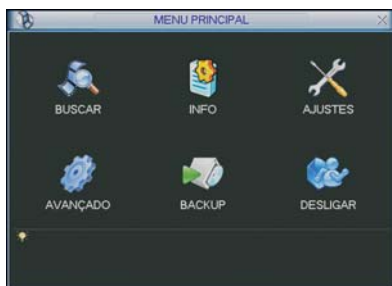 MENU PRINCIPAL
BUSCAR
INFO
AJUSTES
AVANÇADO
BACKUP
DESLIGAR